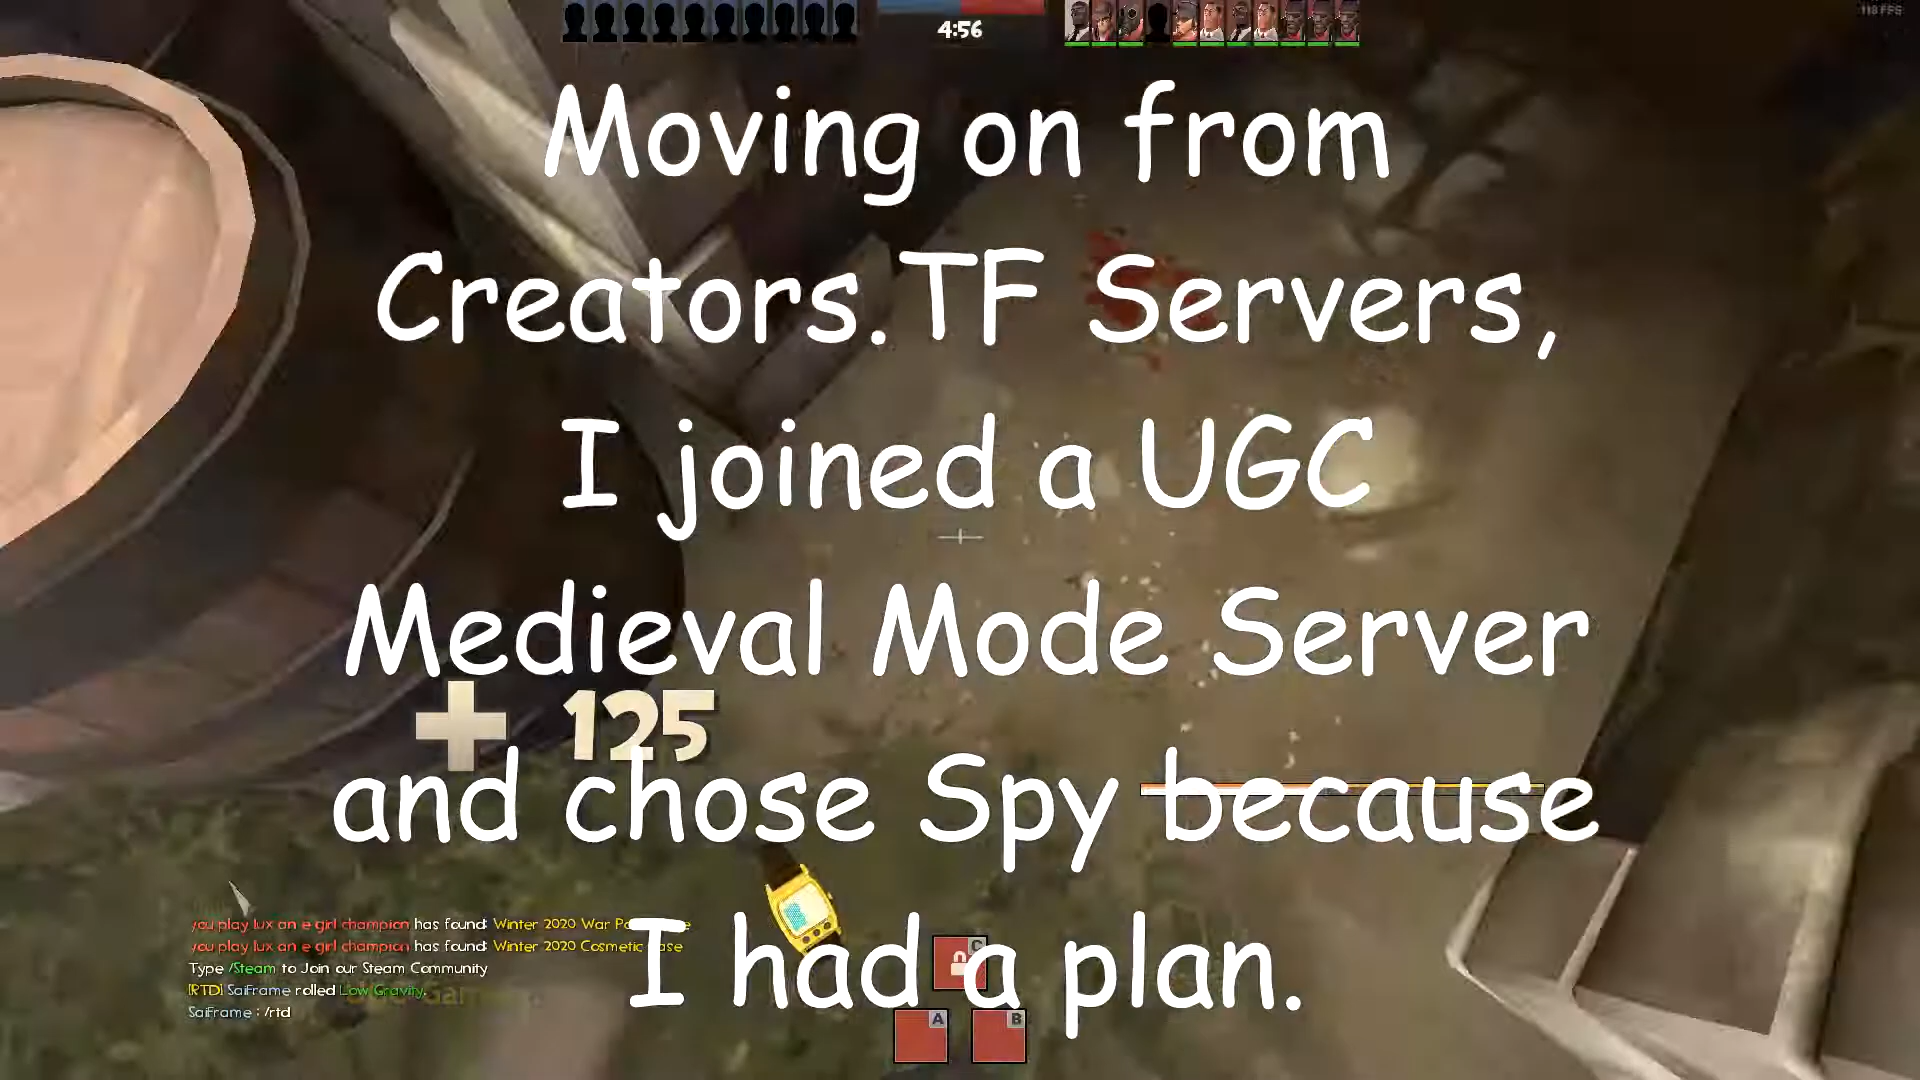 118 FPS
4:56
Moving on from
Creators.TF Servers,
I joined a UGC
Medieval Mode Server
125
and chose Spy because
you play lux an e girl champion has found: Winter 2020 War
you play lux an e girl champion has found: Winter 2020 Cosmetic
Type /Steam to Join our Steam Community
I had a plan.
C
[RTD] SaiFrame rolled Low Gravity.
SaiFrame : /rtd
A B